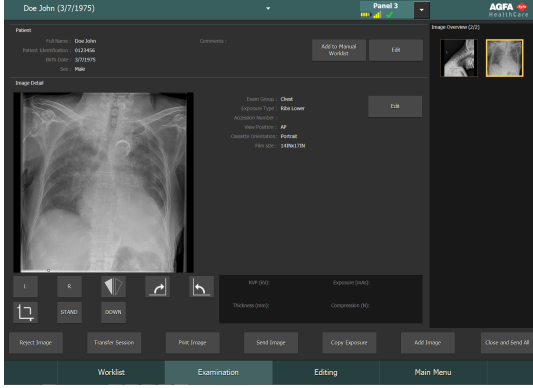 Doe John (3/7/1975)
Panel 3
AGFA
HealthCare
Patient
Full Name : Doe John
Patient Identification : 0123456
Birth Date : 3/7/1975
Sex : Male
Comments :
Add to Manual
Worklist
Edit
Image Overview (2/2)
Image Detail
Exam Group : Chest
Exposure Type : Ribs Lower
Accession Number :
View Position : AP
Cassette Orientation: Portrait
Film size : 14INx17IN
Edit
L
R
STAND
DOWN
KVP (kV):
Exposure (mAs):
Thickness (mm):
Compression (N):
Reject Image
Transfer Session
Print Image
Send Image
Copy Exposure
Add Image
Close and Send All
Worklist
Examination
Editing
Main Menu